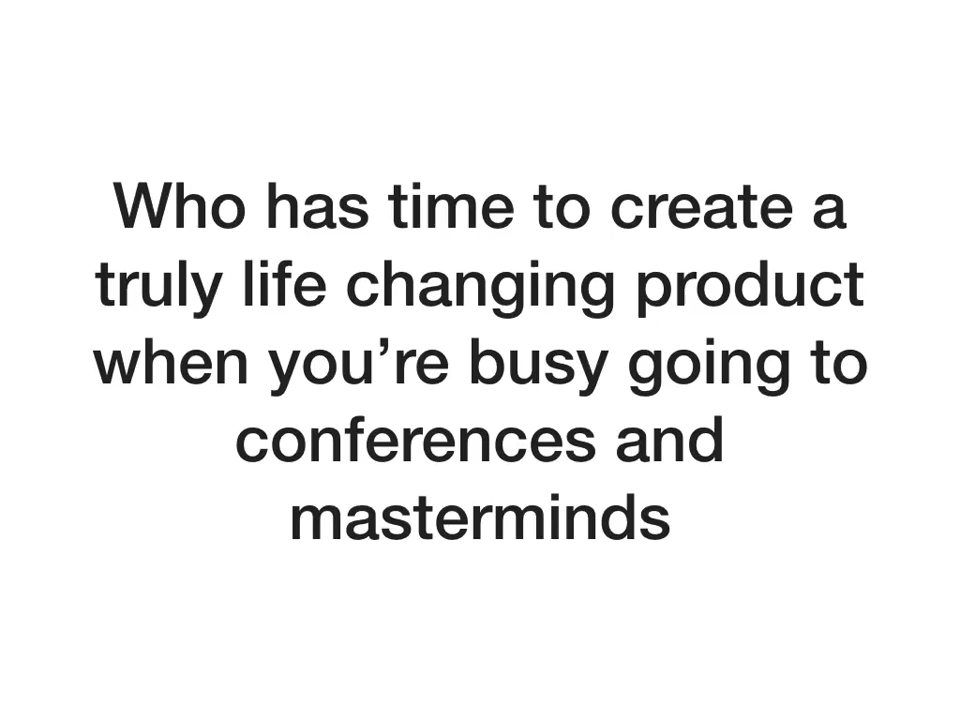 Who has time to create a
truly life changing product
when you’re busy going to
conferences and
masterminds